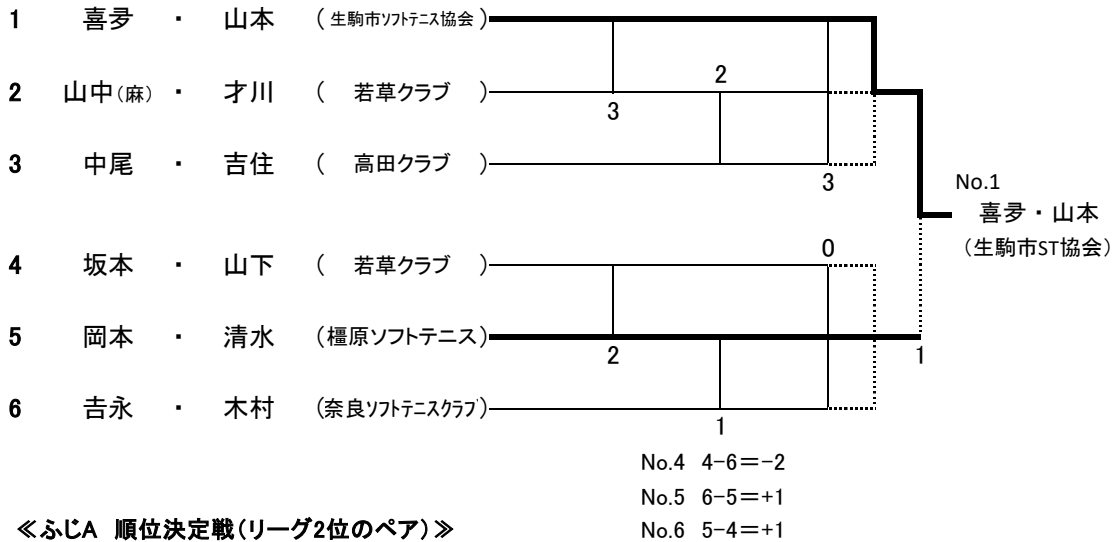 1 喜夛 ・ 山本 (生駒市ソフトテニス協会)
2
2 山中(麻) ・ 才川 ( 若草クラブ )
3
3 中尾 ・ 吉住 ( 高田クラブ )
3
No.1
喜夛・山本
(生駒市ST協会)
0
4 坂本 ・ 山下 ( 若草クラブ )
5 岡本 ・ 清水 (橿原ソフトテニス)
2
1
6 𠮷永 ・ 木村 (奈良ソフトテニスクラブ)
1
No.4 4-6=-2
No.5 6-5=+1
≪ふじA 順位決定戦(リーグ2位のペア)≫
No.6 5-4=+1